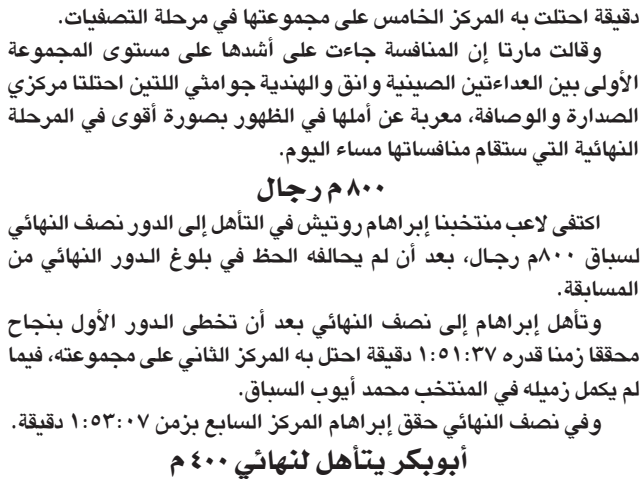 دقيقة احتلت به المركز الخامس على مجموعتها في مرحلة التصفيات.
وقالت مارتا إن المنافسة جاءت على أشدها على مستوى المجموعة
الأولى بين العداءتين الصينية وانق والهندية جوامثي اللتين احتلتا مركزي
الصدارة والوصافة، معربة عن أملها في الظهور بصورة أقوى في المرحلة
النهائية التي ستقام منافساتها مساء اليوم.
٨٠٠ م رجال
اكتفى لاعب منتخبنا إبراهام روتيش في التأهل إلى الدور نصف النهائي
لسباق ٨٠٠م رجال، بعد أن لم يحالفه الحظ في بلوغ الدور النهائي من
المسابقة.
وتأهل إبراهام إلى نصف النهائي بعد أن تخطى الدور الأول بنجاح
محققا زمنا قدره ١:٥١:٣٧ دقيقة احتل به المركز الثاني على مجموعته، فيما
لم يكمل زميله في المنتخب محمد أيوب السباق.
وفي نصف النهائي حقق إبراهام المركز السابع بزمن ١:٥٣:٠٧ دقيقة.
أبوبكر يتأهل لنهائي ٤٠٠ م